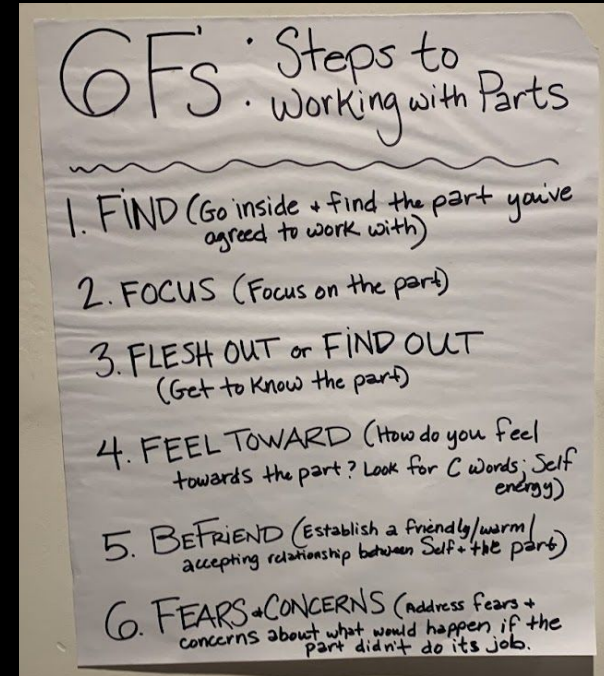 6F's: Steps to
Working with Parts
1. FIND (Go inside + find the part you've
agreed to work with)
2. FOCUS (Focus on the part)
3. FLESH OUT or FIND OUT
(Get to know the part)
4. FEEL TOWARD (How do you feel
towards the part? Look for C words; Self
energy)
5. BEFRIEND (Establish a friendly/warm/
accepting relationship between Self + the part)
6. FEARS + CONCERNS (Address fears +
concerns about what would happen if the
part didn't do its job.